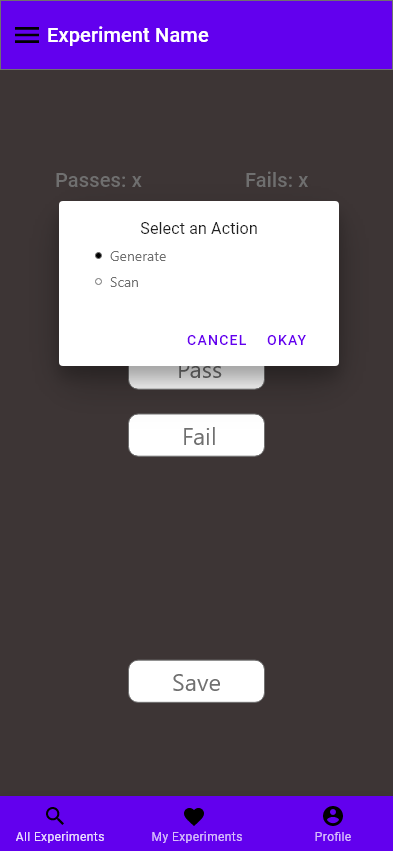 Experiment Name
Passes: x Fails: x
Select an Action
Generate
Scan
CANCEL OKAY
Pass
Fail
Save
All Experiments My Experiments Profile